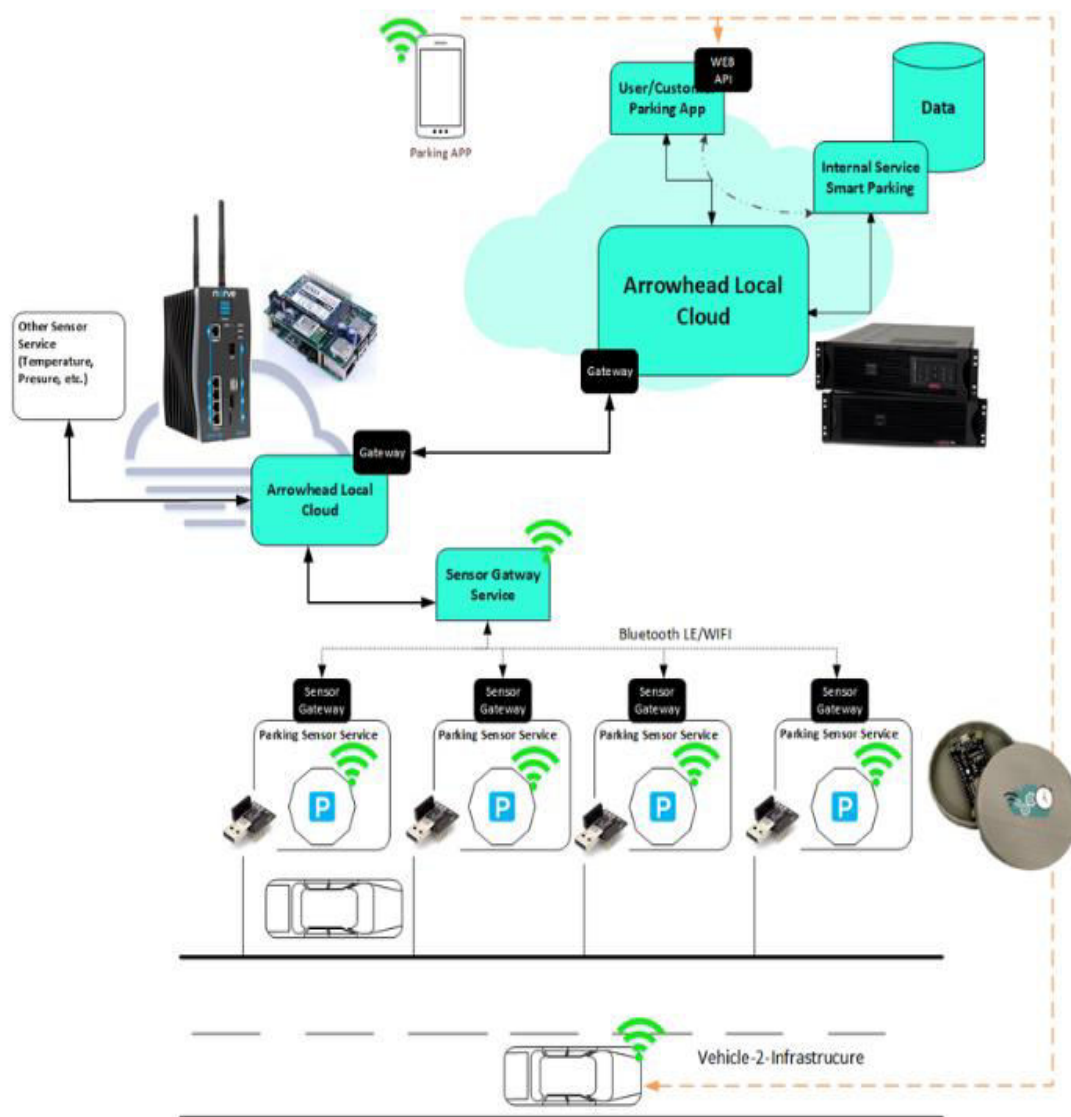 WEB
API
User/Custome
Parking App
Data
Parking APP
Internal Service
Smart Parking
Arrowhead Local
Cloud
nerve
Other Sensor
Service
(Temperature,
Presure, etc.)
Gateway
Gateway
Arrowhead Local
Cloud
Sensor Gatway
Service
Bluetooth LE/WIFI
Sensor
Gateway
Sensor
Gateway
Sensor
Gateway
Sensor
Gateway
Parking Sensor Service
Parking Sensor Service
Parking Sensor Service
Parking Sensor Service
P
P
P
P
Vehicle-2-Infrastrucure